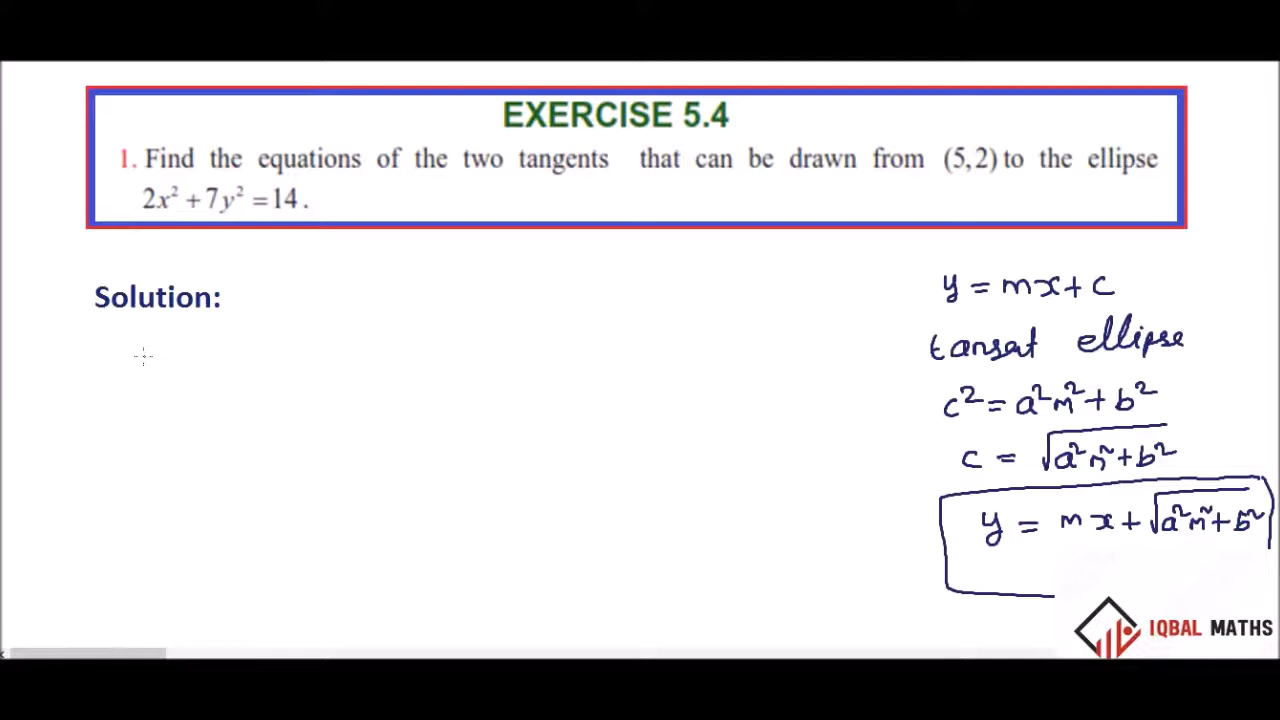 EXERCISE 5.4
1. Find the equations of the two tangents that can be drawn from (5,2) to the ellipse
2x² + 7y² = 14.
Solution:
y = mx + c
tansat ellipse
c² = a²m² + b²
c = √a²m² + b²
y = mx + √a²m² + b²
IQBAL MATHS